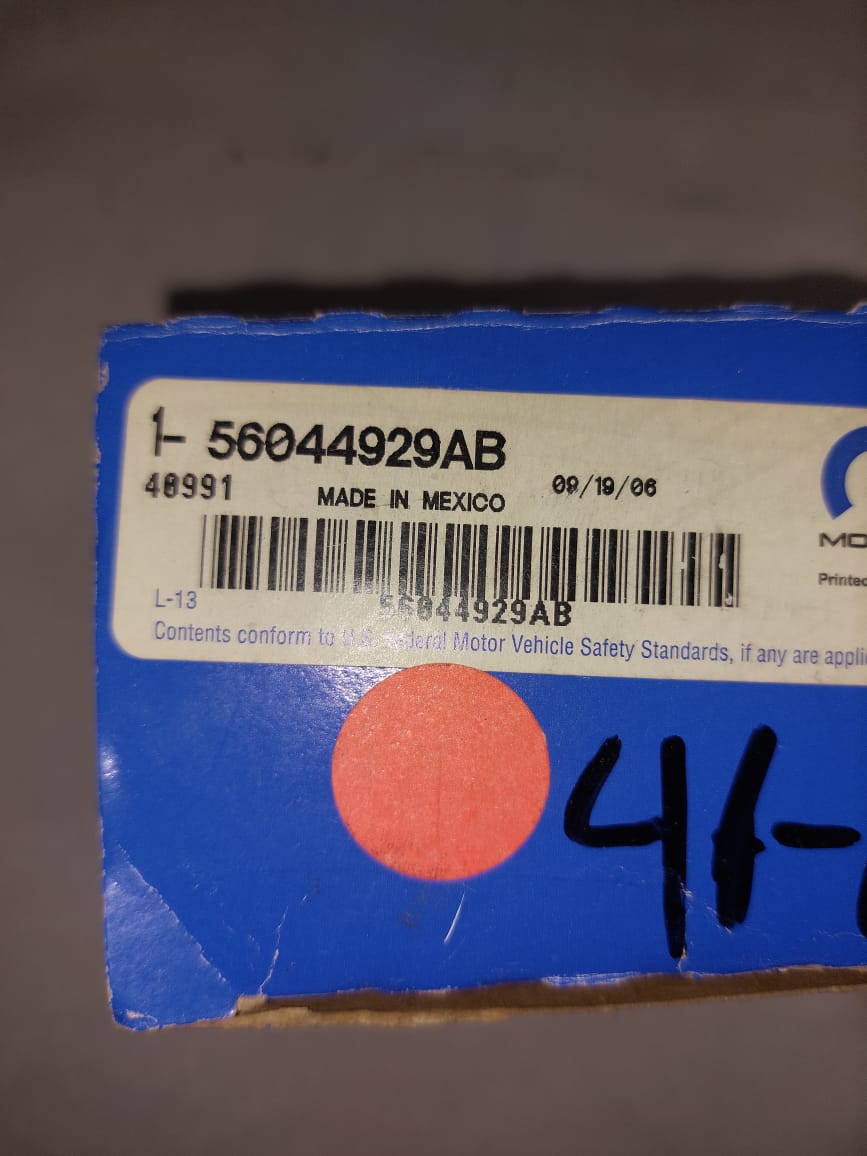 1- 56044929AB
40991 MADE IN MEXICO 09/19/06
MO
Printed
L-13 56044929AB
Contents conform to U.S. Federal Motor Vehicle Safety Standards, if any are appli
41-